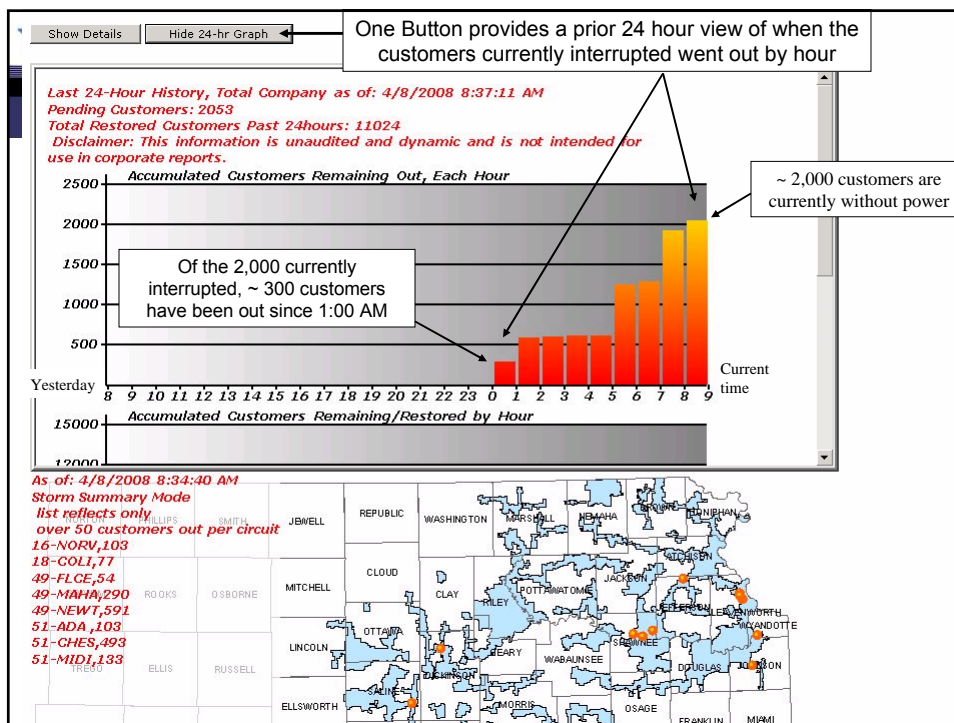 Show Details
Hide 24-hr Graph
One Button provides a prior 24 hour view of when the
customers currently interrupted went out by hour
Last 24-Hour History, Total Company as of: 4/8/2008 8:37:11 AM
Pending Customers: 2053
Total Restored Customers Past 24hours: 11024
Disclaimer: This information is unaudited and dynamic and is not intended for
use in corporate reports.
Accumulated Customers Remaining Out, Each Hour
2500
2000
1500
1000
500
~ 2,000 customers are
currently without power
Of the 2,000 currently
interrupted, ~ 300 customers
have been out since 1:00 AM
Yesterday
Current
time
8 9 10 11 12 13 14 15 16 17 18 19 20 21 22 23 0 1 2 3 4 5 6 7 8 9
Accumulated Customers Remaining/Restored by Hour
15000
12000
As of: 4/8/2008 8:34:40 AM
Storm Summary Mode
list reflects only
over 50 customers out per circuit
16-NORV,103
18-COLI,77
49-FLCE,54
49-MAHA,290
49-NEWT,591
51-ADA ,103
51-CHES,493
51-MIDI,133
NORTON
PHILLIPS
SMITH
JEWELL
REPUBLIC
WASHINGTON
MARSHALL
NEMAHA
BROWN
DONIPHAN
ATCHISON
ROOKS
OSBORNE
MITCHELL
CLOUD
CLAY
RILEY
POTTAWATOMIE
JACKSON
JEFFERSON
LEAVENWORTH
WYANDOTTE
TREGO
ELLIS
RUSSELL
LINCOLN
OTTAWA
DICKINSON
GEARY
WABAUNSEE
SHAWNEE
DOUGLAS
JOHNSON
ELLSWORTH
SALINE
MORRIS
OSAGE
FRANKLIN
MIAMI